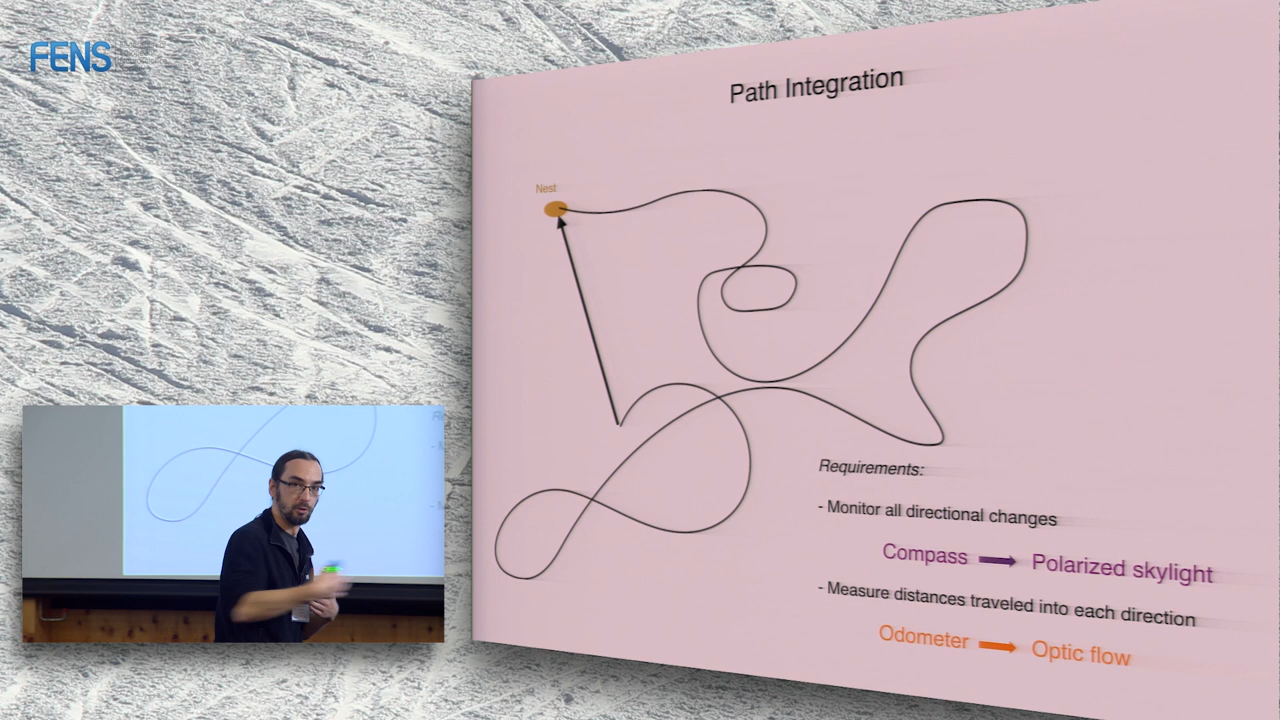 FENS
Path Integration
Nest
Requirements:
- Monitor all directional changes
Compass Polarized skylight
- Measure distances traveled into each direction
Odometer Optic flow